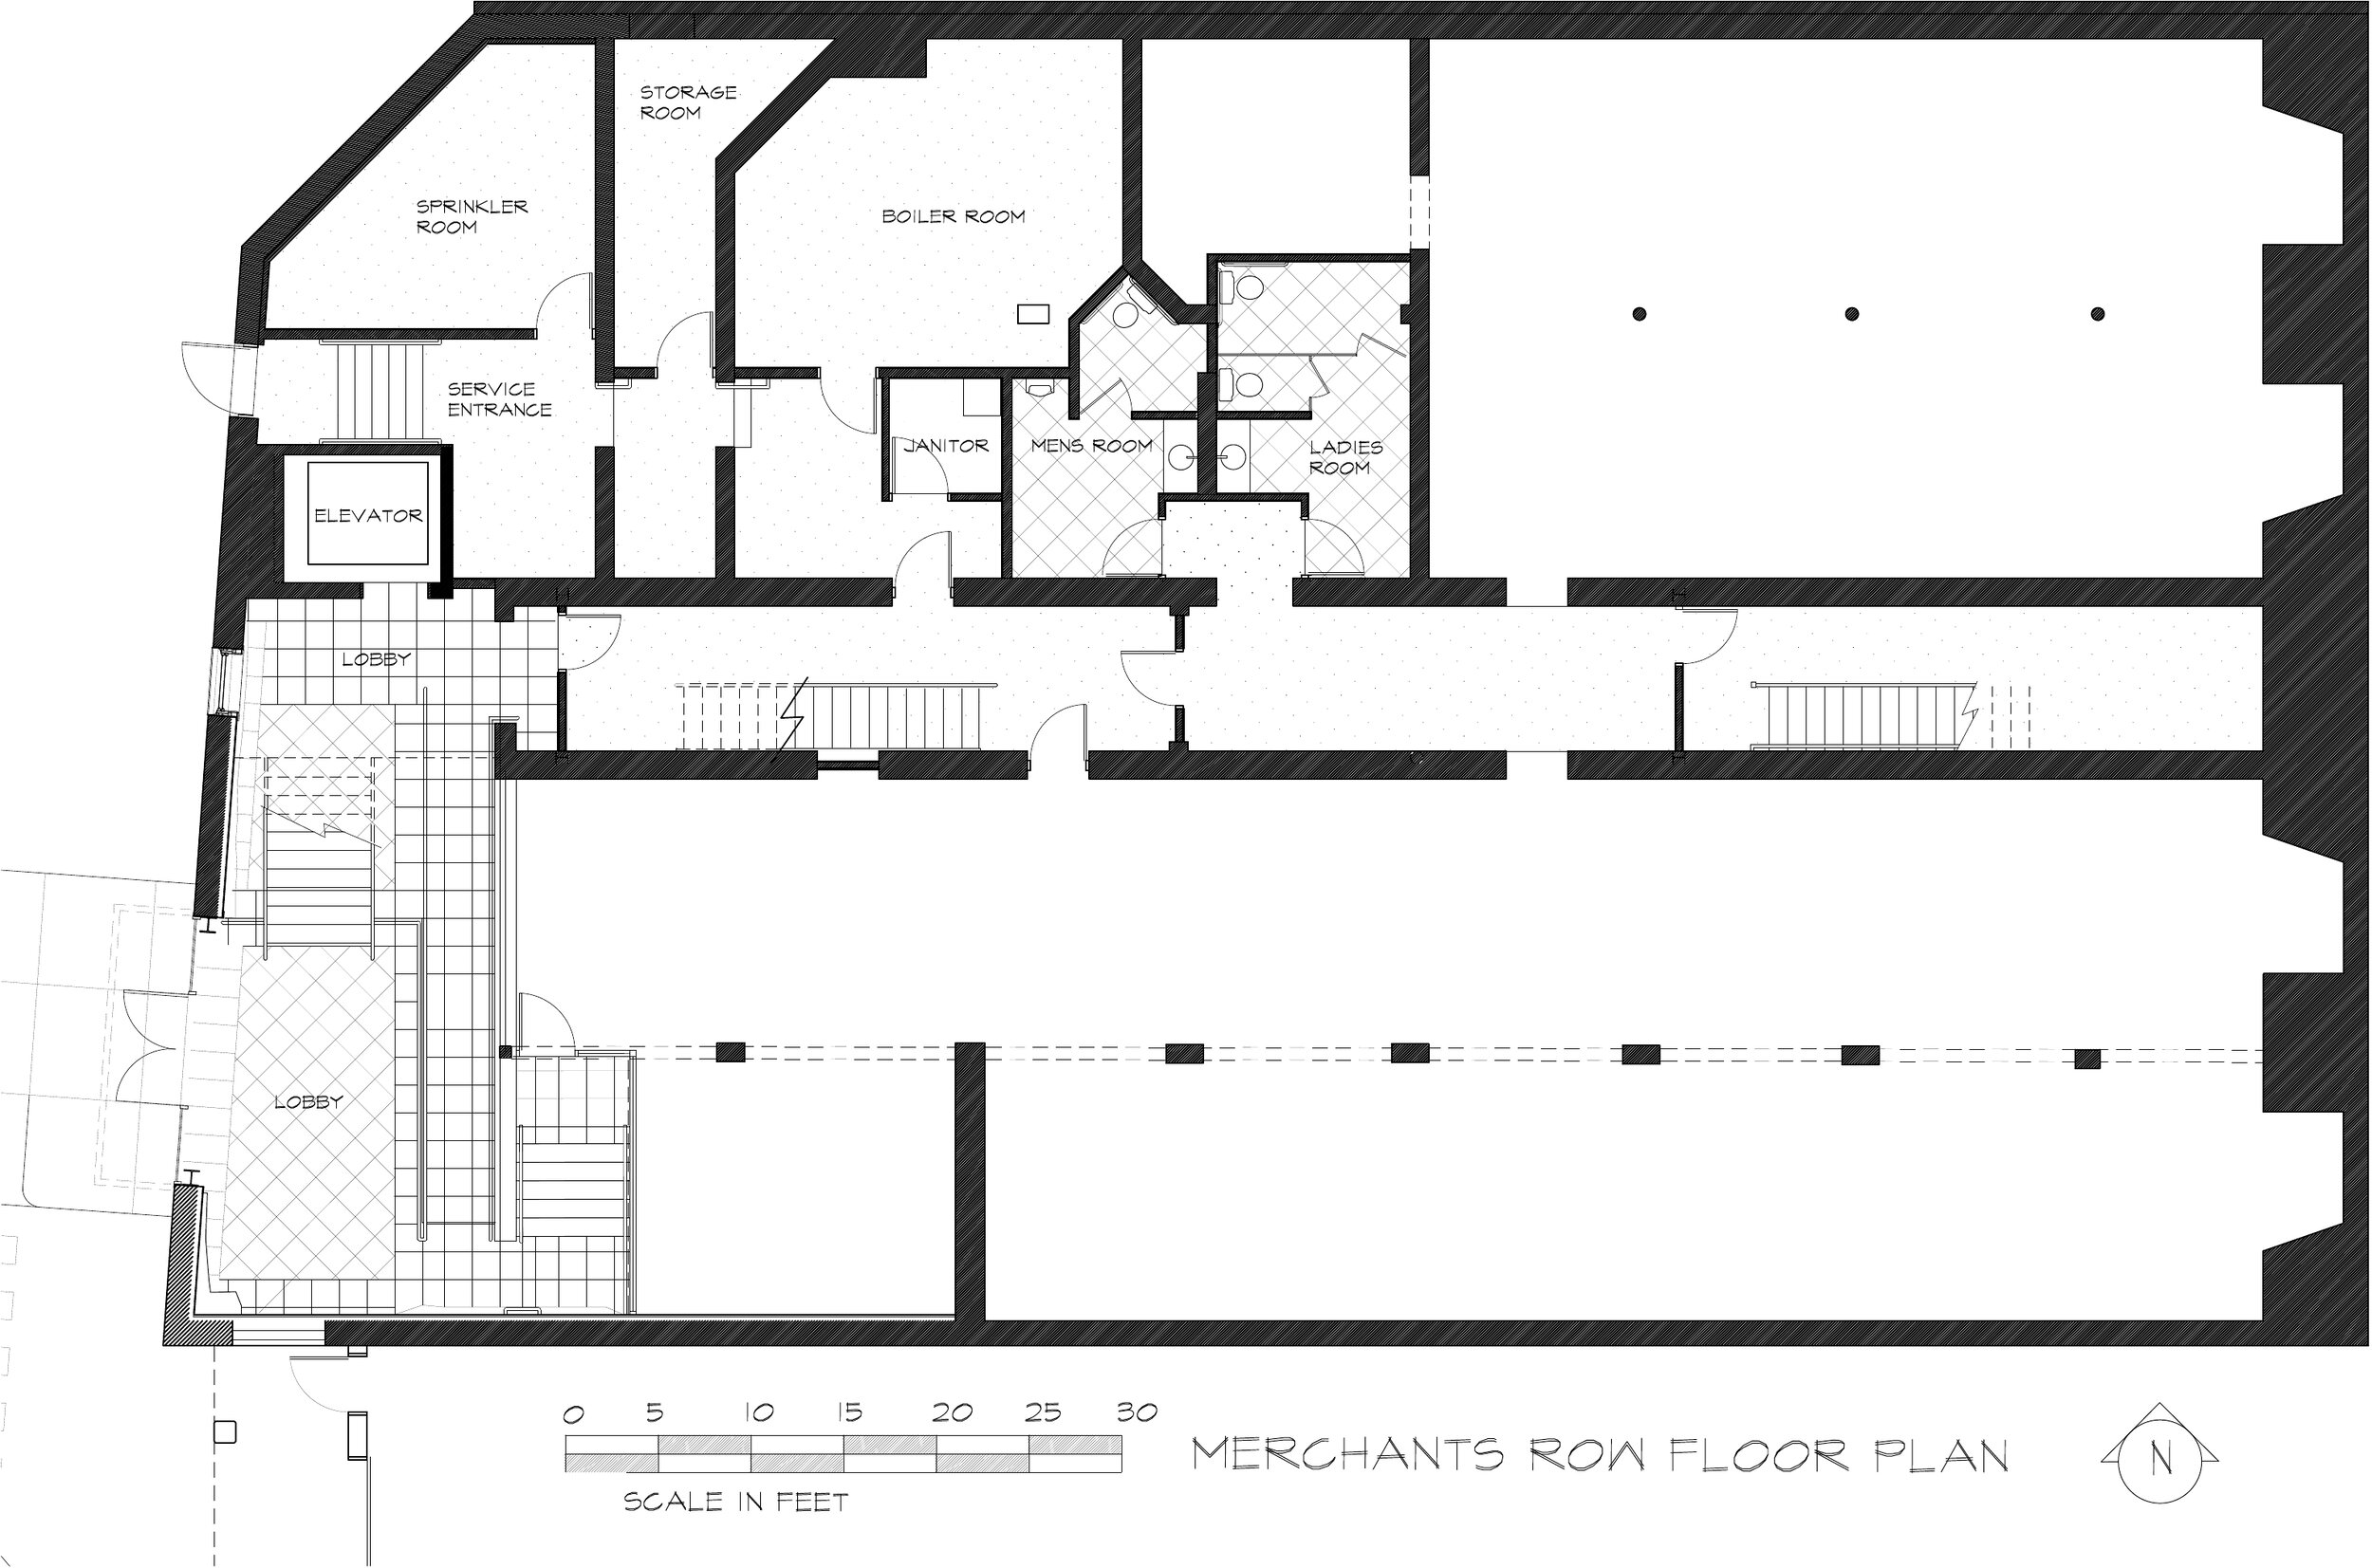 STORAGE
ROOM
SPRINKLER
ROOM
BOILER ROOM
SERVICE
ENTRANCE
JANITOR
MENS ROOM
LADIES
ROOM
ELEVATOR
LOBBY
LOBBY
0 5 10 15 20 25 30
SCALE IN FEET
MERCHANTS ROW FLOOR PLAN
N